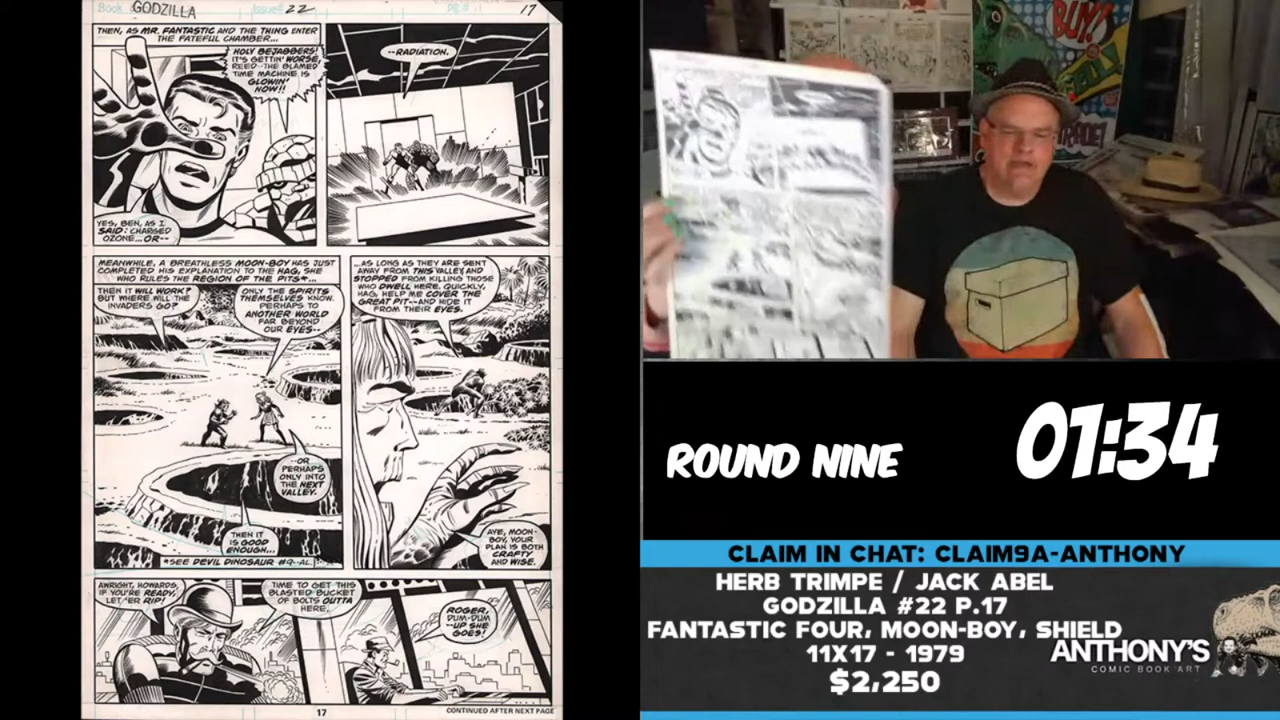 Book GODZILLA Issue# 22 PG.# 17
THEN, AS MR. FANTASTIC AND THE THING ENTER
THE FATEFUL CHAMBER...
HOLY BEJABBERS!
IT'S GETTIN' WORSE,
REED--THE BLAMED
TIME MACHINE IS
GLOWIN'
NOW!!
YES, BEN, AS I
SAID: CHARGED
OZONE...OR--
--RADIATION.
MEANWHILE, A BREATHLESS MOON-BOY HAS JUST
COMPLETED HIS EXPLANATION TO THE HAG, SHE
WHO RULES THE REGION OF THE PITS*...
THEN IT WILL WORK?
BUT WHERE WILL THE
INVADERS GO?
ONLY THE SPIRITS
THEMSELVES KNOW.
PERHAPS TO
ANOTHER WORLD
FAR BEYOND
OUR EYES--
--OR
PERHAPS
ONLY INTO
THE NEXT
VALLEY.
THEN IT
IS GOOD
ENOUGH...
*SEE DEVIL DINOSAUR #9.-AL.
...AS LONG AS THEY ARE SENT
AWAY FROM THIS VALLEY AND
STOPPED FROM KILLING THOSE
WHO DWELL HERE. QUICKLY,
HAG, HELP ME COVER THE
GREAT PIT--AND HIDE IT
FROM THEIR EYES.
AYE, MOON-
BOY, YOUR
PLAN IS BOTH
CRAFTY
AND WISE.
AWRIGHT, HOWARDS,
IF YOU'RE READY,
LET 'ER RIP!
TIME TO GET THIS
BLASTED BUCKET
OF BOLTS OUTTA
HERE.
ROGER,
DUM-DUM
--UP SHE
GOES!
17
CONTINUED AFTER NEXT PAGE
BUY!
SELL!
TRADE!
ROUND NINE
01:34
CLAIM IN CHAT: CLAIM9A-ANTHONY
HERB TRIMPE / JACK ABEL
GODZILLA #22 P.17
FANTASTIC FOUR, MOON-BOY, SHIELD
11X17 - 1979
$2,250
ANTHONY'S
COMIC BOOK ART